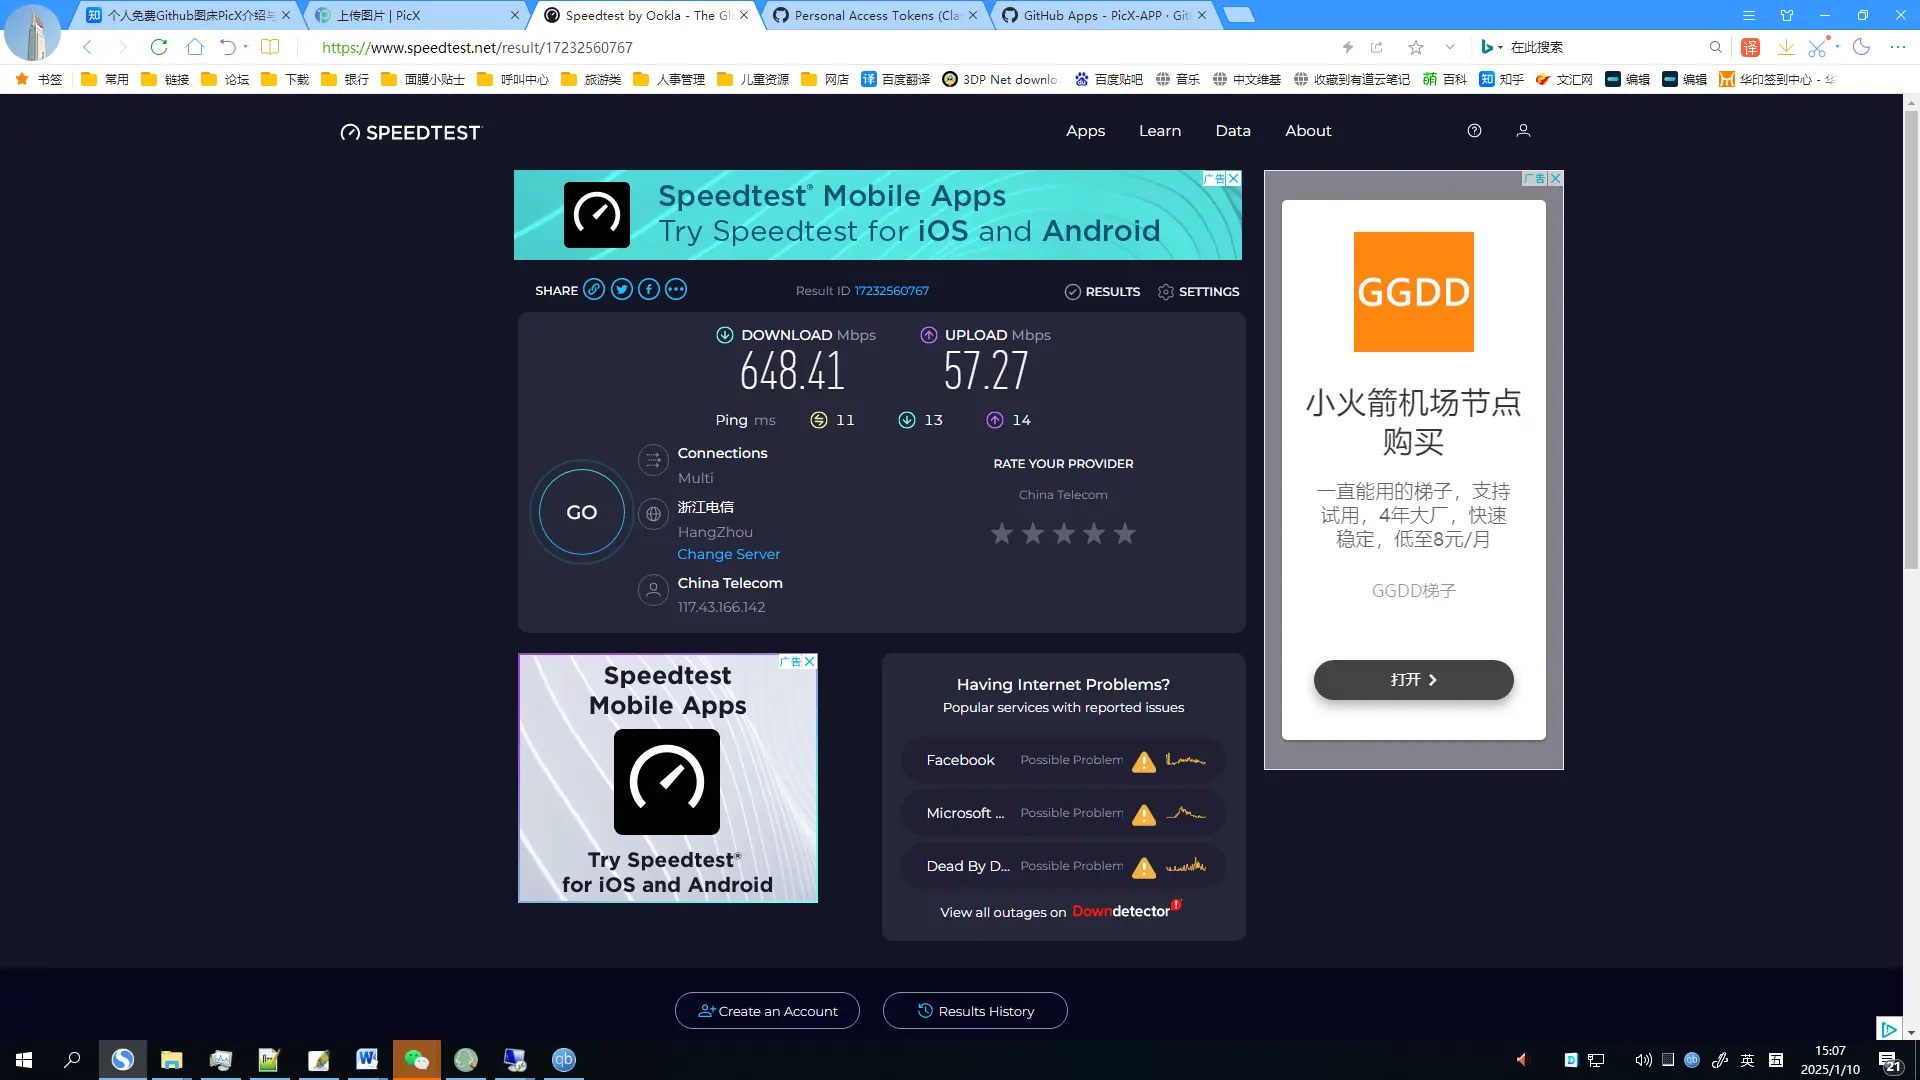 个人免费Github图床PicX介绍与
上传图片 | PicX
Speedtest by Ookla - The Glo
Personal Access Tokens (Clas
GitHub Apps - PicX-APP · Git
https://www.speedtest.net/result/17232560767
在此搜索
译
书签
常用
链接
论坛
下载
银行
面膜小贴士
呼叫中心
旅游类
人事管理
儿童资源
网店
译 百度翻译
3DP Net downlo
百度贴吧
音乐
中文维基
收藏到有道云笔记
萌 百科
知 知乎
文汇网
编辑
编辑
华印签到中心 - 华
SPEEDTEST
Apps
Learn
Data
About
广告
Speedtest® Mobile Apps
Try Speedtest for iOS and Android
SHARE
Result ID 17232560767
RESULTS
SETTINGS
DOWNLOAD Mbps
648.41
UPLOAD Mbps
57.27
Ping ms
11
13
14
GO
Connections
Multi
浙江电信
HangZhou
Change Server
China Telecom
117.43.166.142
RATE YOUR PROVIDER
China Telecom
广告
GGDD
小火箭机场节点
购买
一直能用的梯子，支持
试用，4年大厂，快速
稳定，低至8元/月
GGDD梯子
打开
广告
Speedtest
Mobile Apps
Try Speedtest®
for iOS and Android
Having Internet Problems?
Popular services with reported issues
Facebook Possible Problem
Microsoft ... Possible Problem
Dead By D... Possible Problem
View all outages on Downdetector
Create an Account
Results History
qb
英
五
15:07
2025/1/10
21